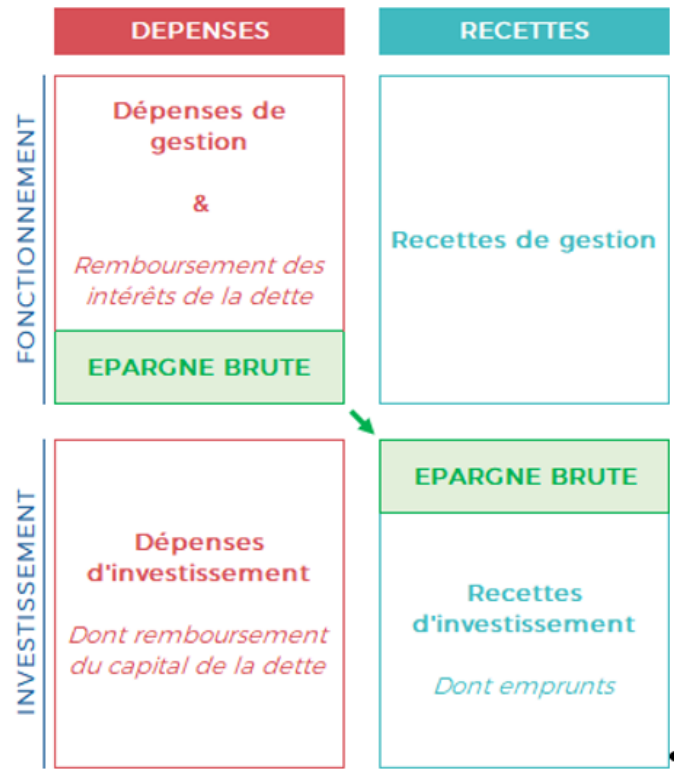 DEPENSES
RECETTES
FONCTIONNEMENT
Dépenses de
gestion
&
Remboursement des
intérêts de la dette
EPARGNE BRUTE
Recettes de gestion
INVESTISSEMENT
Dépenses
d'investissement
Dont remboursement
du capital de la dette
EPARGNE BRUTE
Recettes
d'investissement
Dont emprunts